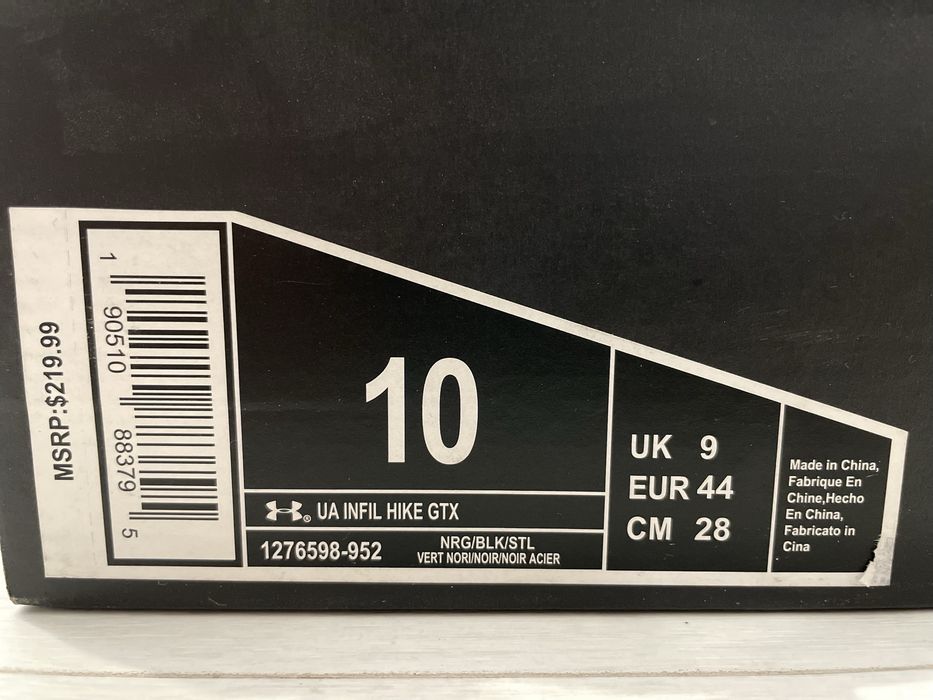 MSRP:$219.99
1 90510 88379 5
10
UA INFIL HIKE GTX
1276598-952
NRG/BLK/STL
VERT NORI/NOIR/NOIR ACIER
UK 9
EUR 44
CM 28
Made in China,
Fabrique En
Chine,Hecho
En China,
Fabricato in
Cina